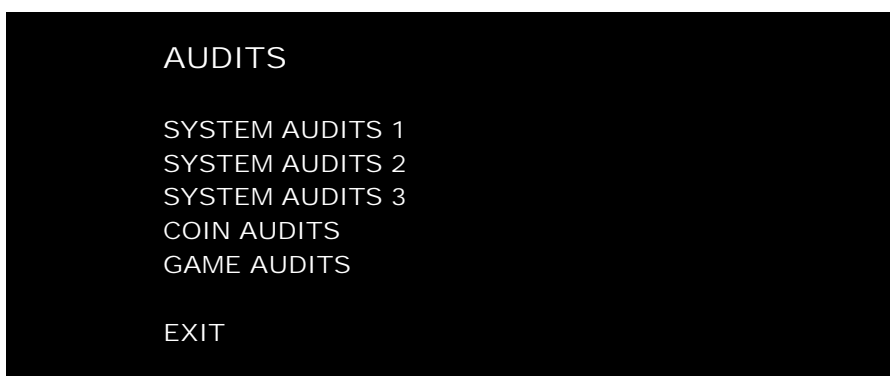 AUDITS
SYSTEM AUDITS 1
SYSTEM AUDITS 2
SYSTEM AUDITS 3
COIN AUDITS
GAME AUDITS
EXIT